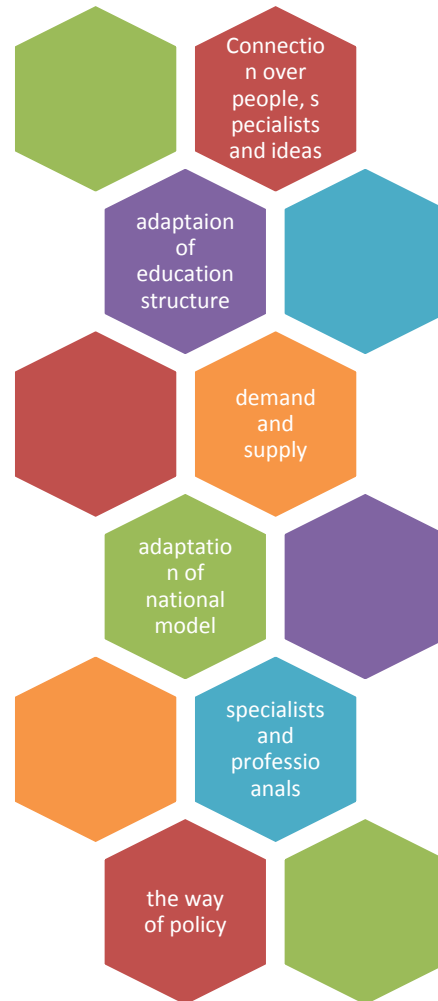 Connectio
n over
people, s
pecialists
and ideas
adaptaion
of
education
structure
demand
and
supply
adaptatio
n of
national
model
specialists
and
professio
anals
the way
of policy